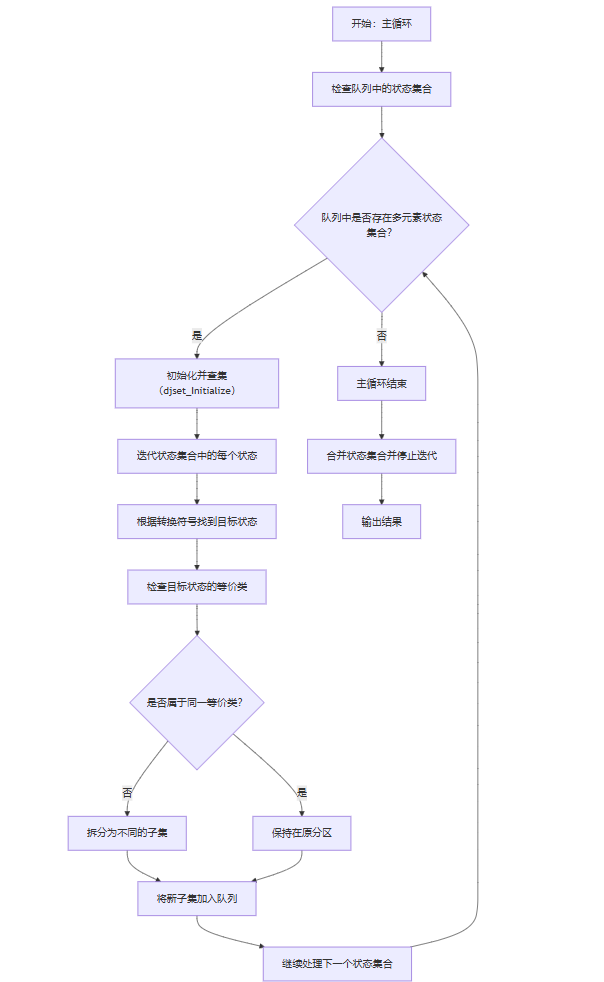 开始：主循环
检查队列中的状态集合
队列中是否存在多元素状态
集合？
是
否
初始化并查集
（djset_Initialize）
主循环结束
迭代状态集合中的每个状态
合并状态集合并停止迭代
根据转换符号找到目标状态
输出结果
检查目标状态的等价类
是否属于同一等价类？
否
是
拆分为不同的子集
保持在原分区
将新子集加入队列
继续处理下一个状态集合